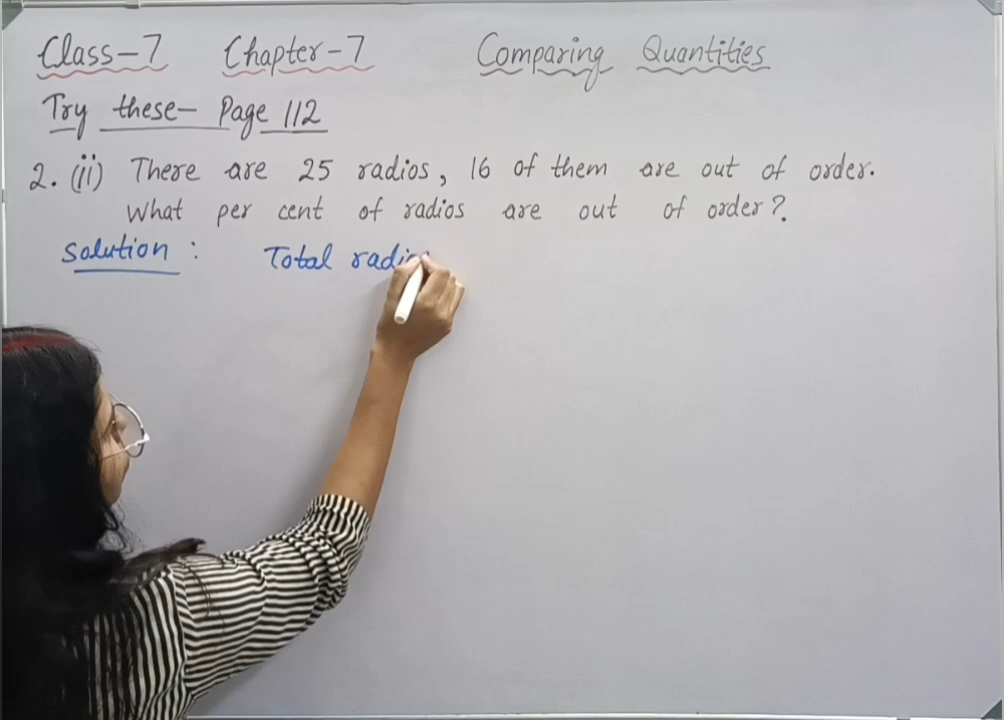 Class-7 Chapter-7 Comparing Quantities
Try these- Page 112
2. (ii) There are 25 radios, 16 of them are out of order.
What per cent of radios are out of order?
Solution : Total radio